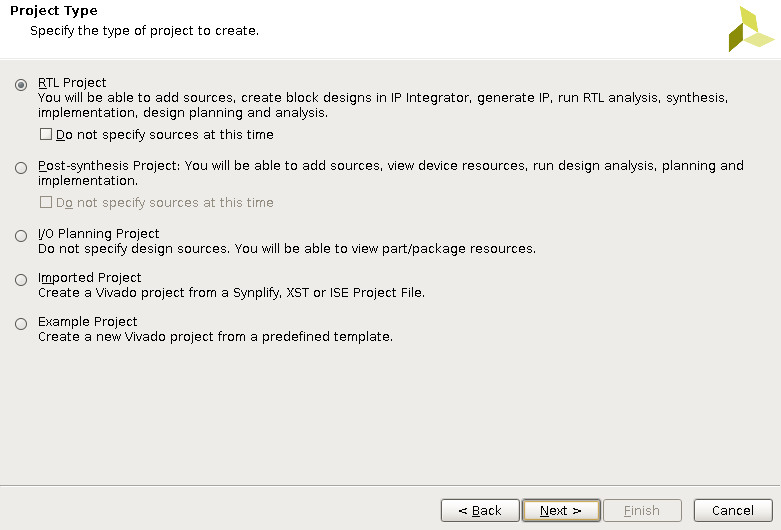 Project Type
Specify the type of project to create.
RTL Project
You will be able to add sources, create block designs in IP Integrator, generate IP, run RTL analysis, synthesis,
implementation, design planning and analysis.
Do not specify sources at this time
Post-synthesis Project: You will be able to add sources, view device resources, run design analysis, planning and
implementation.
Do not specify sources at this time
I/O Planning Project
Do not specify design sources. You will be able to view part/package resources.
Imported Project
Create a Vivado project from a Synplify, XST or ISE Project File.
Example Project
Create a new Vivado project from a predefined template.
< Back Next > Finish Cancel